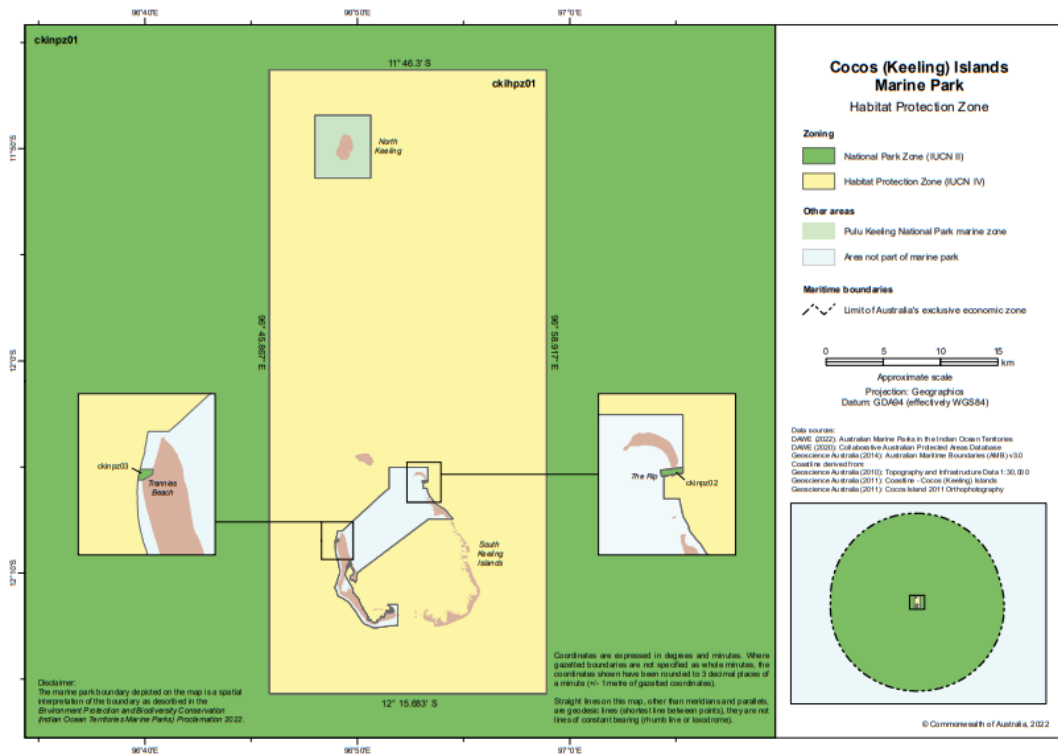 96°40'E
96°50'E
97°0'E
ckinpz01
11° 46.3' S
ckihpz01
North
Keeling
11°50'S
12°0'S
12°10'S
96° 45.867' E
96° 58.917' E
ckinpz03
Trannies
Beach
The Rip
ckinpz02
South
Keeling
Islands
12° 15.683' S
Disclaimer:
The marine park boundary depicted on the map is a spatial
interpretation of the boundary as described in the
Environment Protection and Biodiversity Conservation
(Indian Ocean Territories Marine Parks) Proclamation 2022.
Coordinates are expressed in degrees and minutes. Where
gazetted boundaries are not specified as whole minutes, the
coordinates shown have been rounded to 3 decimal places of
a minute (+/- 1 metre of gazetted coordinates).
Straight lines on this map, other than meridians and parallels,
are geodesic lines (shortest line between points), they are not
lines of constant bearing (rhumb line or loxodrome).
96°40'E
96°50'E
97°0'E
Cocos (Keeling) Islands
Marine Park
Habitat Protection Zone
Zoning
National Park Zone (IUCN II)
Habitat Protection Zone (IUCN IV)
Other areas
Pulu Keeling National Park marine zone
Area not part of marine park
Maritime boundaries
Limit of Australia's exclusive economic zone
0 5 10 15
km
Approximate scale
Projection: Geographics
Datum: GDA94 (effectively WGS84)
Data sources:
DAWE (2022): Australian Marine Parks in the Indian Ocean Territories
DAWE (2020): Collaborative Australian Protected Areas Database
Geoscience Australia (2014): Australian Maritime Boundaries (AMB) v3.0
Coastline derived from:
Geoscience Australia (2010): Topography and Infrastructure Data 1:30,000
Geoscience Australia (2011): Coastline - Cocos (Keeling) Islands
Geoscience Australia (2011): Cocos Island 2011 Orthophotography
© Commonwealth of Australia, 2022